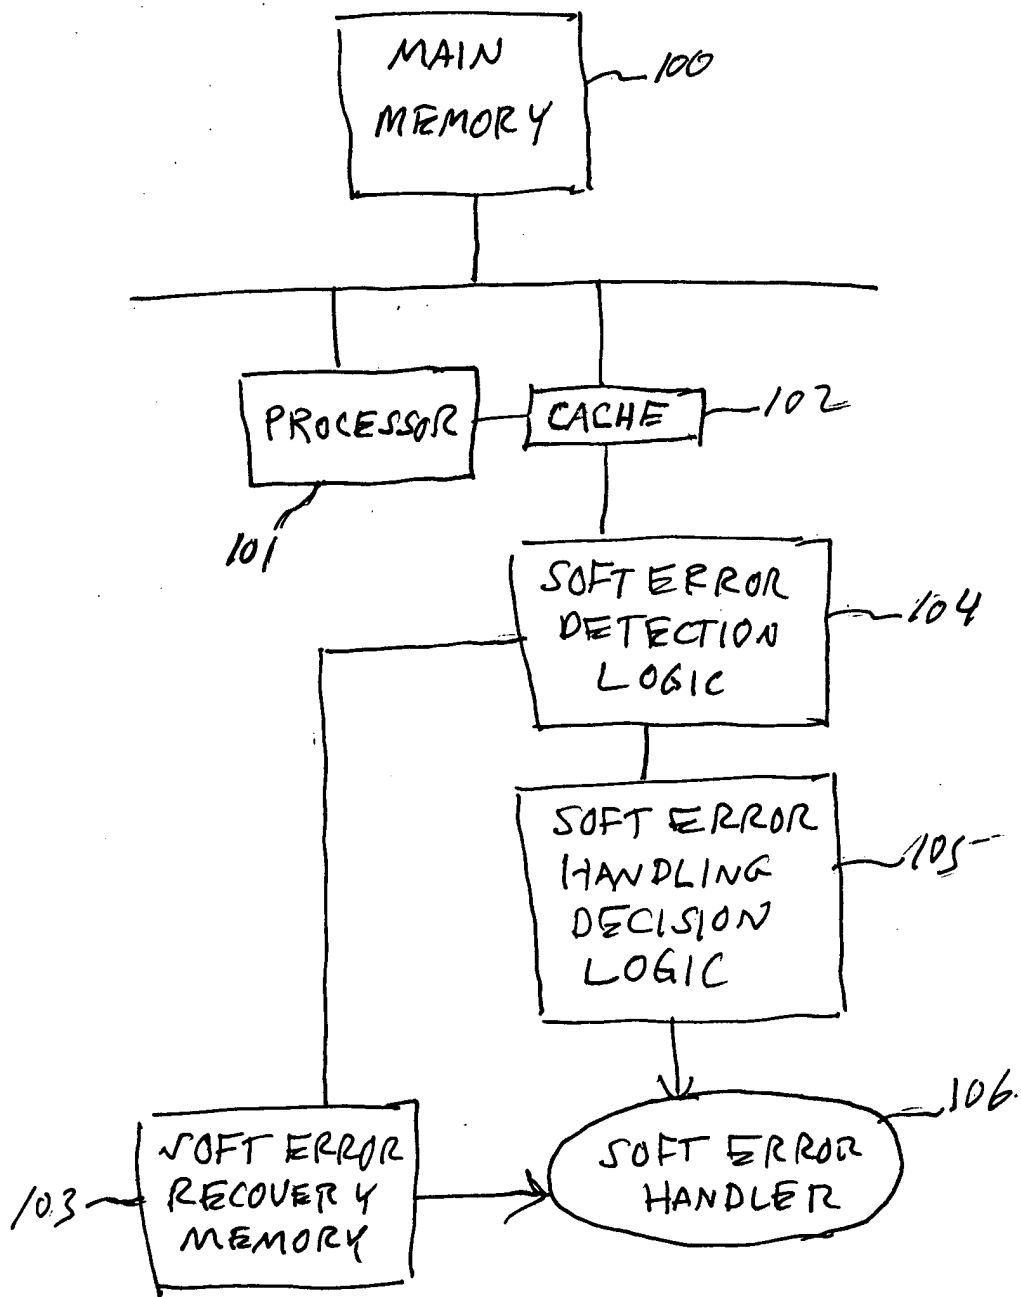 MAIN
MEMORY
100
PROCESSOR
101
CACHE
102
SOFT ERROR
DETECTION
LOGIC
104
SOFT ERROR
HANDLING
DECISION
LOGIC
105
106
SOFT ERROR
HANDLER
SOFT ERROR
RECOVERY
MEMORY
103